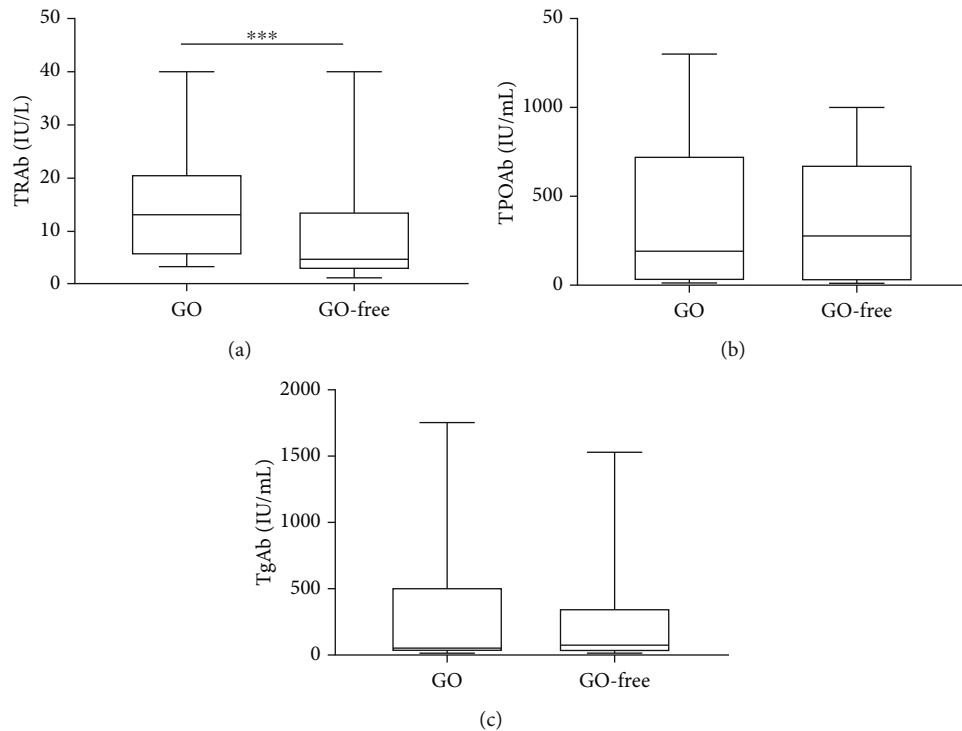 50
40
30
20
10
0
TRAb (IU/L)
***
GO
GO-free
(a)
50
1000
500
0
TPOAb (IU/mL)
GO
GO-free
(b)
2000
1500
1000
500
0
TgAb (IU/mL)
GO
GO-free
(c)